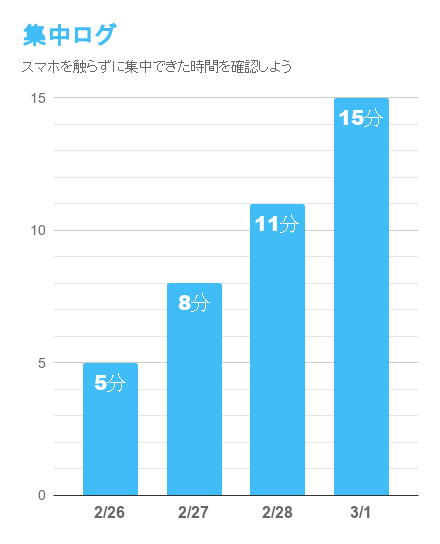 集中ログ
スマホを触らずに集中できた時間を確認しよう
15
15分
11分
10
8分
5
5分
0
2/26 2/27 2/28 3/1